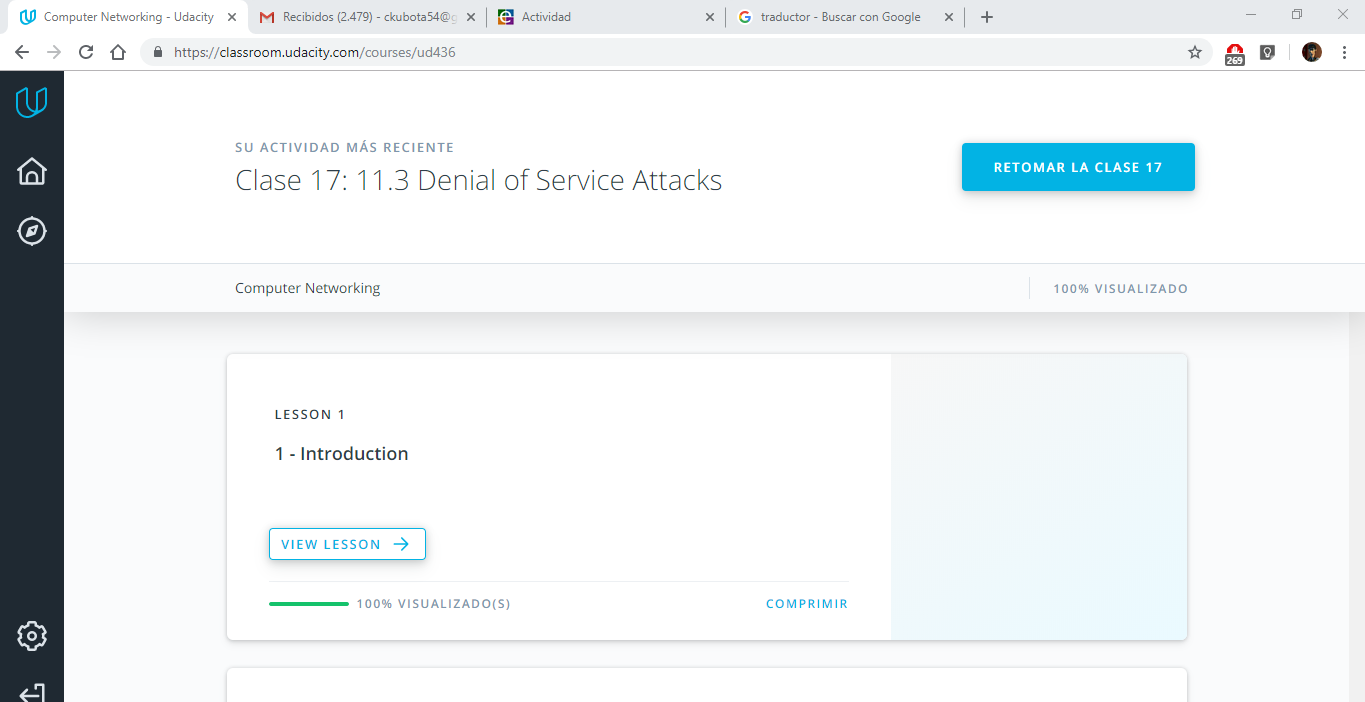 Computer Networking - Udacity
Recibidos (2.479) - ckubota54@g
Actividad
traductor - Buscar con Google
https://classroom.udacity.com/courses/ud436
269
SU ACTIVIDAD MÁS RECIENTE
Clase 17: 11.3 Denial of Service Attacks
RETOMAR LA CLASE 17
Computer Networking
100% VISUALIZADO
LESSON 1
1 - Introduction
VIEW LESSON
100% VISUALIZADO(S)
COMPRIMIR